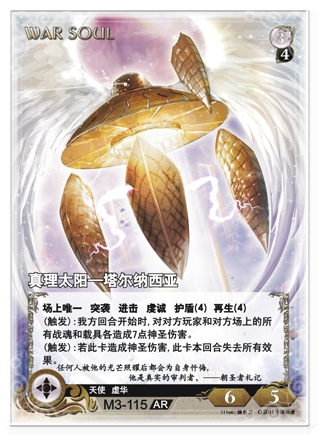 WAR SOUL
4
真理太阳—塔尔纳西亚
场上唯一 突袭 进击 虔诚 护盾(4) 再生(4)
(触发):我方回合开始时,对对方玩家和对方场上的所
有战魂和载具各造成7点神圣伤害。
(触发):若此卡造成神圣伤害,此卡本回合失去所有效
果。
任何人被他的光芒照耀后都会为自身忏悔,
他是真实的审判者。——朝圣者札记
天使 虚华
M3-115 AR
6 5